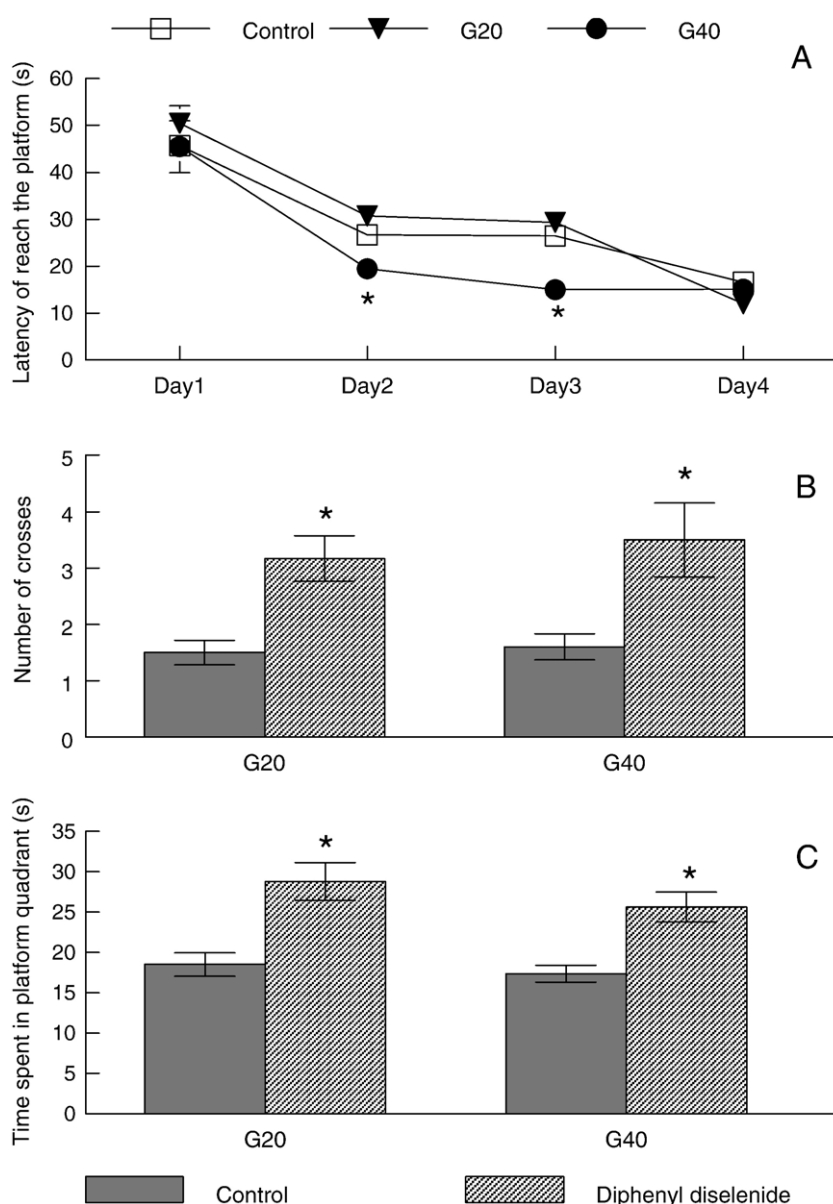 Control G20 G40
A
Latency of reach the platform (s)
60
50
40
30
20
10
0
*
*
Day1 Day2 Day3 Day4
B
Number of crosses
5
4
3
2
1
0
*
*
G20 G40
C
Time spent in platform quadrant (s)
35
30
25
20
15
10
5
0
*
*
G20 G40
Control Diphenyl diselenide